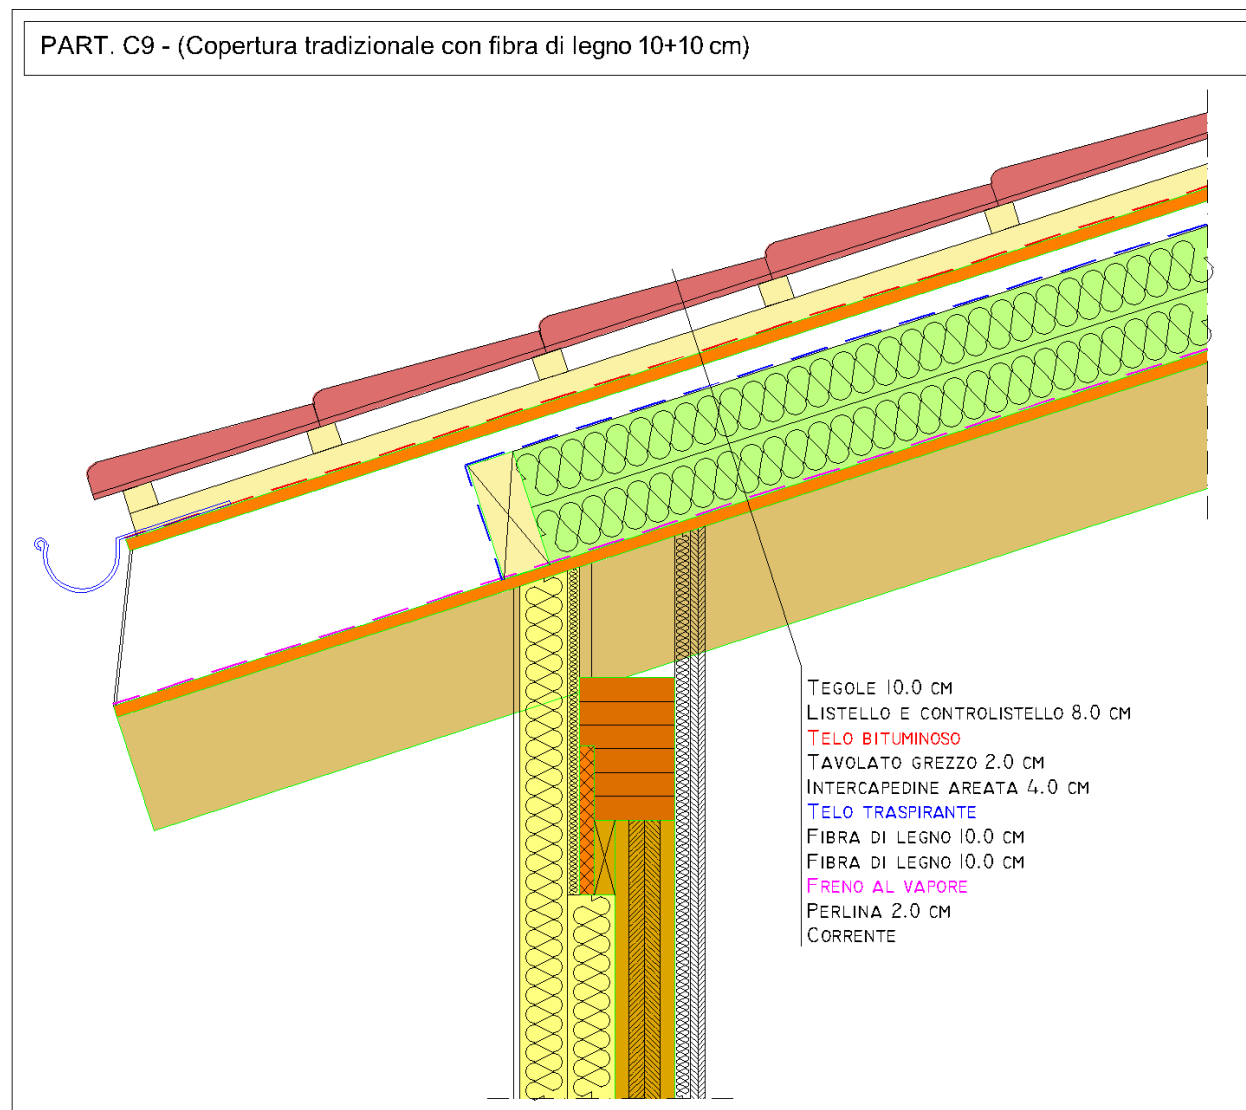 PART. C9 - (Copertura tradizionale con fibra di legno 10+10 cm)
TEGOLE 10.0 CM
LISTELLO E CONTROLISTELLO 8.0 CM
TELO BITUMINOSO
TAVOLATO GREZZO 2.0 CM
INTERCAPEDINE AREATA 4.0 CM
TELO TRASPIRANTE
FIBRA DI LEGNO 10.0 CM
FIBRA DI LEGNO 10.0 CM
FRENO AL VAPORE
PERLINA 2.0 CM
CORRENTE